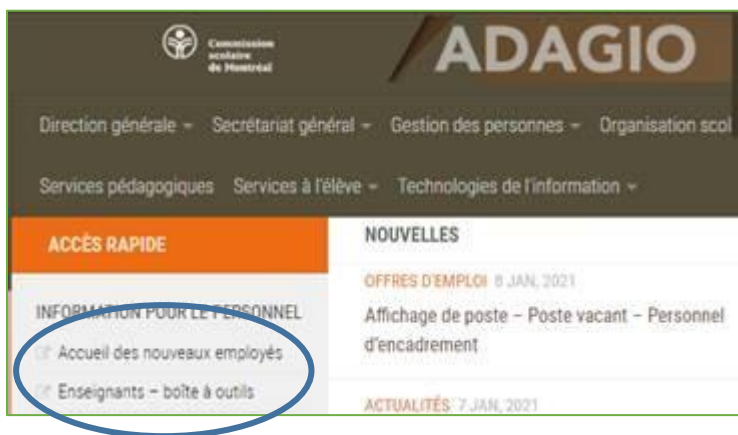 Commission
scolaire
de Montréal
ADAGIO
Direction générale Secrétariat général Gestion des personnes Organisation scol
Services pédagogiques Services à l'élève Technologies de l'information
ACCÈS RAPIDE
INFORMATION POUR LE PERSONNEL
Accueil des nouveaux employés
Enseignants – boîte à outils
NOUVELLES
OFFRES D'EMPLOI 8 JAN, 2021
Affichage de poste – Poste vacant – Personnel
d'encadrement
ACTUALITÉS 7 JAN, 2021